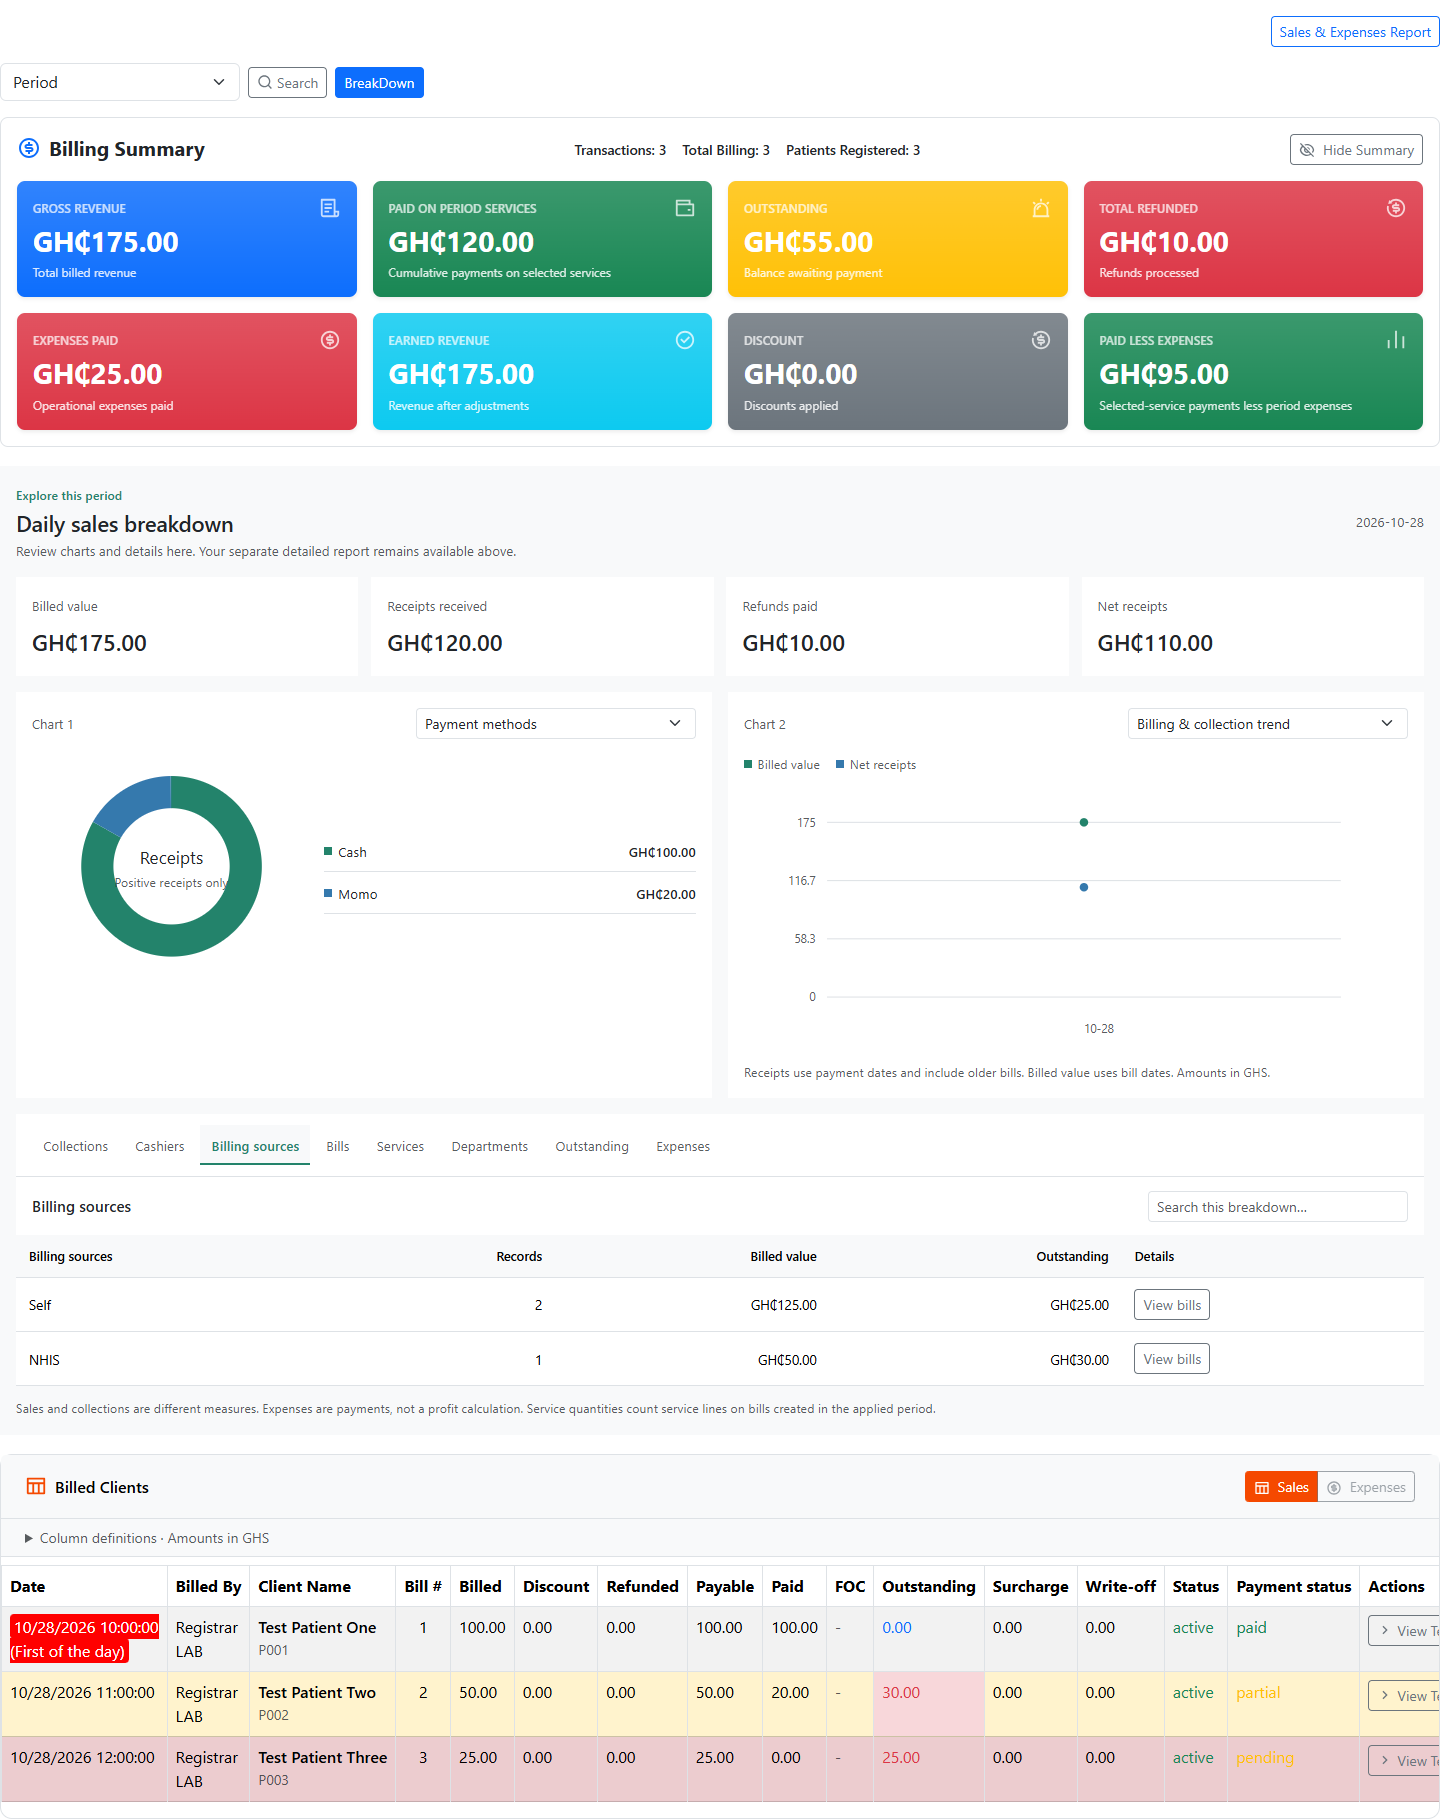 Sales & Expenses Report
Period
Search
BreakDown
Billing Summary
Transactions: 3 Total Billing: 3 Patients Registered: 3
Hide Summary
GROSS REVENUE
GH₵175.00
Total billed revenue
PAID ON PERIOD SERVICES
GH₵120.00
Cumulative payments on selected services
OUTSTANDING
GH₵55.00
Balance awaiting payment
TOTAL REFUNDED
GH₵10.00
Refunds processed
EXPENSES PAID
GH₵25.00
Operational expenses paid
EARNED REVENUE
GH₵175.00
Revenue after adjustments
DISCOUNT
GH₵0.00
Discounts applied
PAID LESS EXPENSES
GH₵95.00
Selected-service payments less period expenses
Explore this period
Daily sales breakdown
2026-10-28
Review charts and details here. Your separate detailed report remains available above.
Billed value
GH₵175.00
Receipts received
GH₵120.00
Refunds paid
GH₵10.00
Net receipts
GH₵110.00
Chart 1
Payment methods
Receipts
Positive receipts only
Cash GH₵100.00
Momo GH₵20.00
Chart 2
Billing & collection trend
Billed value Net receipts
175
116.7
58.3
0
10-28
Receipts use payment dates and include older bills. Billed value uses bill dates. Amounts in GHS.
Collections Cashiers Billing sources Bills Services Departments Outstanding Expenses
Billing sources
Search this breakdown...
Billing sources Records Billed value Outstanding Details
Self 2 GH₵125.00 GH₵25.00 View bills
NHIS 1 GH₵50.00 GH₵30.00 View bills
Sales and collections are different measures. Expenses are payments, not a profit calculation. Service quantities count service lines on bills created in the applied period.
Billed Clients
Sales Expenses
Column definitions · Amounts in GHS
Date Billed By Client Name Bill # Billed Discount Refunded Payable Paid FOC Outstanding Surcharge Write-off Status Payment status Actions
10/28/2026 10:00:00 Registrar Test Patient One 1 100.00 0.00 0.00 100.00 100.00 - 0.00 0.00 0.00 active paid View Te
(First of the day) LAB P001
10/28/2026 11:00:00 Registrar Test Patient Two 2 50.00 0.00 0.00 50.00 20.00 - 30.00 0.00 0.00 active partial View Te
LAB P002
10/28/2026 12:00:00 Registrar Test Patient Three 3 25.00 0.00 0.00 25.00 0.00 - 25.00 0.00 0.00 active pending View Te
LAB P003